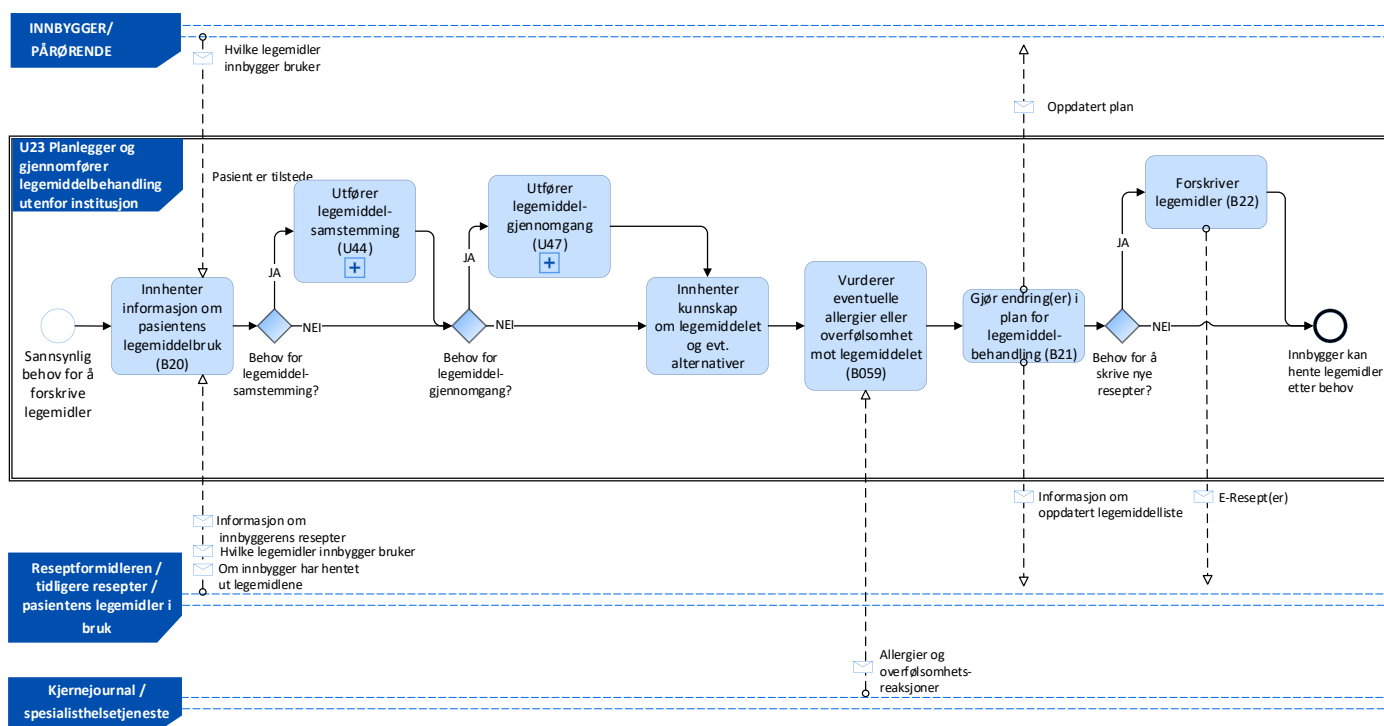 INNBYGGER/
PÅRØRENDE
Hvilke legemidler
innbygger bruker
Oppdatert plan
U23 Planlegger og
gjennomfører
legemiddelbehandling
utenfor institusjon
Pasient er tilstede
Utfører
legemiddel-
samstemming
(U44)
Utfører
legemiddel-
gjennomgang
(U47)
Forskriver
legemidler (B22)
JA
JA
JA
Innhenter
informasjon om
pasientens
legemiddelbruk
(B20)
NEI
NEI
Innhenter
kunnskap
om legemiddelet
og evt.
alternativer
Vurderer
eventuelle
allergier eller
overfølsomhet
mot legemiddelet
(B059)
Gjør endring(er) i
plan for
legemiddel-
behandling (B21)
NEI
Sannsynlig
behov for å
forskrive
legemidler
Behov for
legemiddel-
samstemming?
Behov for
legemiddel-
gjennomgang?
Behov for å
skrive nye
resepter?
Innbygger kan
hente legemidler
etter behov
Informasjon om
innbyggerens resepter
Hvilke legemidler innbygger bruker
Om innbygger har hentet
ut legemidlene
Informasjon om
oppdatert legemiddelliste
E-Resept(er)
Reseptformidleren /
tidligere resepter /
pasientens legemidler i
bruk
Allergier og
overfølsomhets-
reaksjoner
Kjernejournal /
spesialisthelsetjeneste